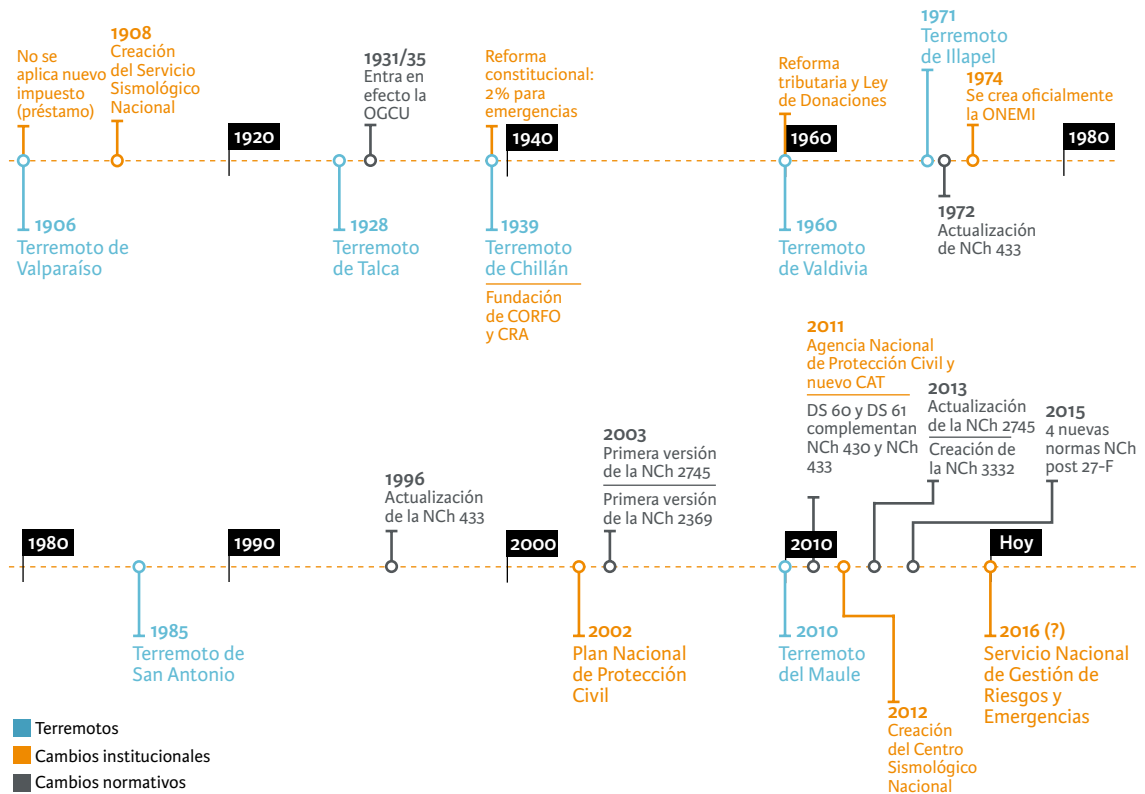 No se
aplica nuevo
impuesto
(préstamo)
1908
Creación
del Servicio
Sismológico
Nacional
1920
1931/35
Entra en
efecto la
OGCU
Reforma
constitucional:
2% para
emergencias
1940
Reforma
tributaria y Ley
de Donaciones
1960
1971
Terremoto
de Illapel
1974
Se crea oficialmente
la ONEMI
1980
1906
Terremoto de
Valparaíso
1928
Terremoto
de Talca
1939
Terremoto
de Chillán
Fundación
de CORFO
y CRA
1960
Terremoto
de Valdivia
1972
Actualización
de NCh 433
1980
1990
1996
Actualización
de la NCh 433
2000
2003
Primera versión
de la NCh 2745
Primera versión
de la NCh 2369
2010
2011
Agencia Nacional
de Protección Civil y
nuevo CAT
DS 60 y DS 61
complementan
NCh 430 y NCh
433
2013
Actualización
de la NCh 2745
Creación de
la NCh 3332
2015
4 nuevas
normas NCh
post 27-F
Hoy
1985
Terremoto de
San Antonio
2002
Plan Nacional
de Protección
Civil
2010
Terremoto
del Maule
2012
Creación
del Centro
Sismológico
Nacional
2016 (?)
Servicio Nacional
de Gestión de
Riesgos y
Emergencias
Terremotos
Cambios institucionales
Cambios normativos